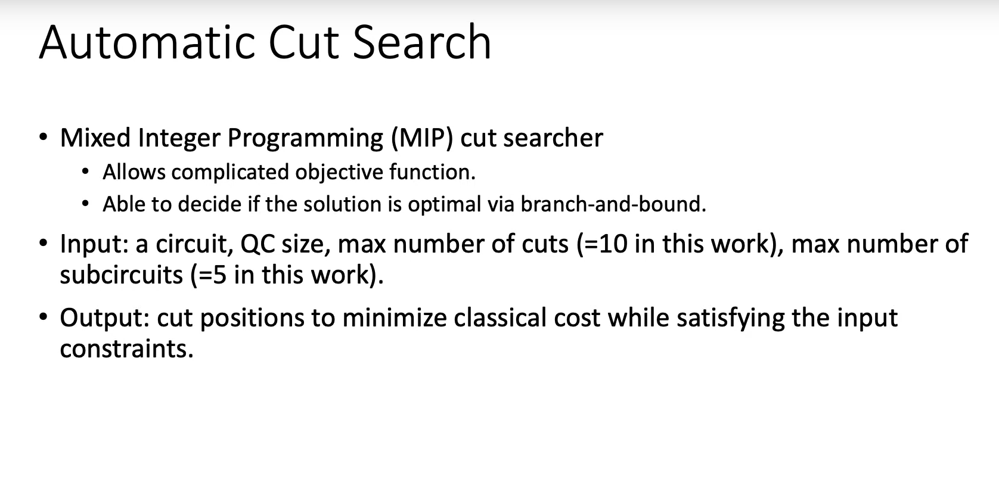 Automatic Cut Search
• Mixed Integer Programming (MIP) cut searcher
• Allows complicated objective function.
• Able to decide if the solution is optimal via branch-and-bound.
• Input: a circuit, QC size, max number of cuts (=10 in this work), max number of
subcircuits (=5 in this work).
• Output: cut positions to minimize classical cost while satisfying the input
constraints.